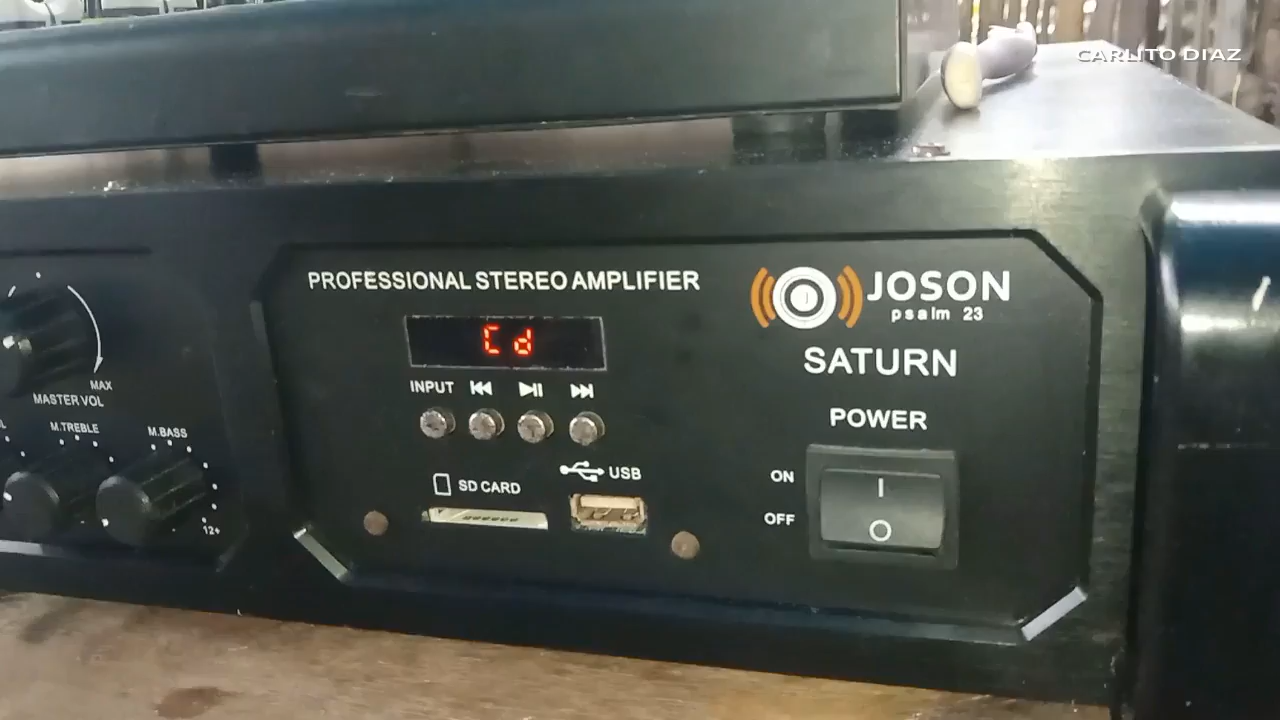 CARLITO DIAZ
PROFESSIONAL STEREO AMPLIFIER
JOSON
psalm 23
SATURN
Cd
INPUT
MAX
MASTER VOL
M.TREBLE
M.BASS
12+
POWER
ON
OFF
SD CARD
USB